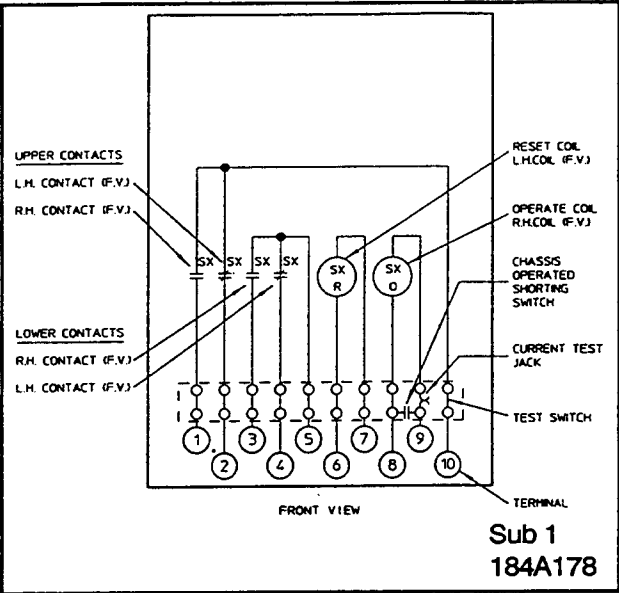 UPPER CONTACTS
L.H. CONTACT (F.V.)
R.H. CONTACT (F.V.)
SX SX SX SX
LOWER CONTACTS
R.H. CONTACT (F.V.)
L.H. CONTACT (F.V.)
SX
R
SX
O
RESET COIL
L.H.COIL (F.V.)
OPERATE COIL
R.H.COIL (F.V.)
CHASSIS
OPERATED
SHORTING
SWITCH
CURRENT TEST
JACK
TEST SWITCH
1 3 5 7 9
2 4 6 8 10
TERMINAL
FRONT VIEW
Sub 1
184A178